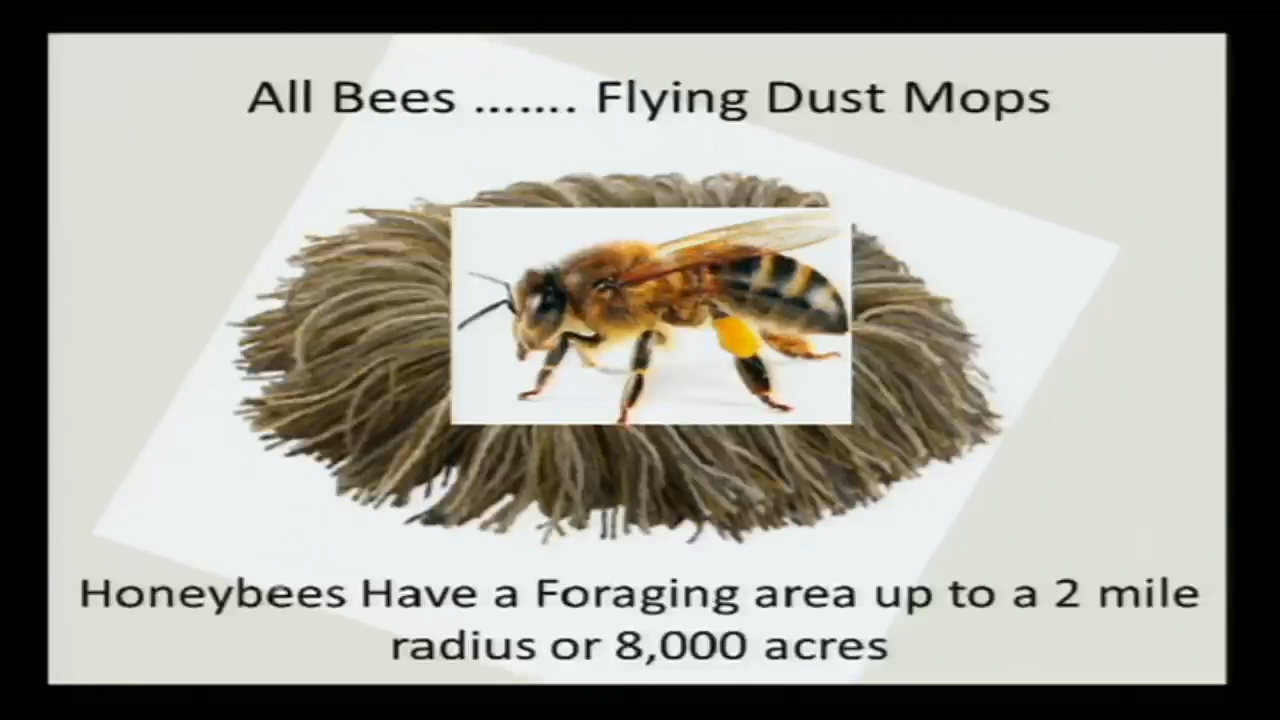 All Bees ....... Flying Dust Mops
Honeybees Have a Foraging area up to a 2 mile
radius or 8,000 acres